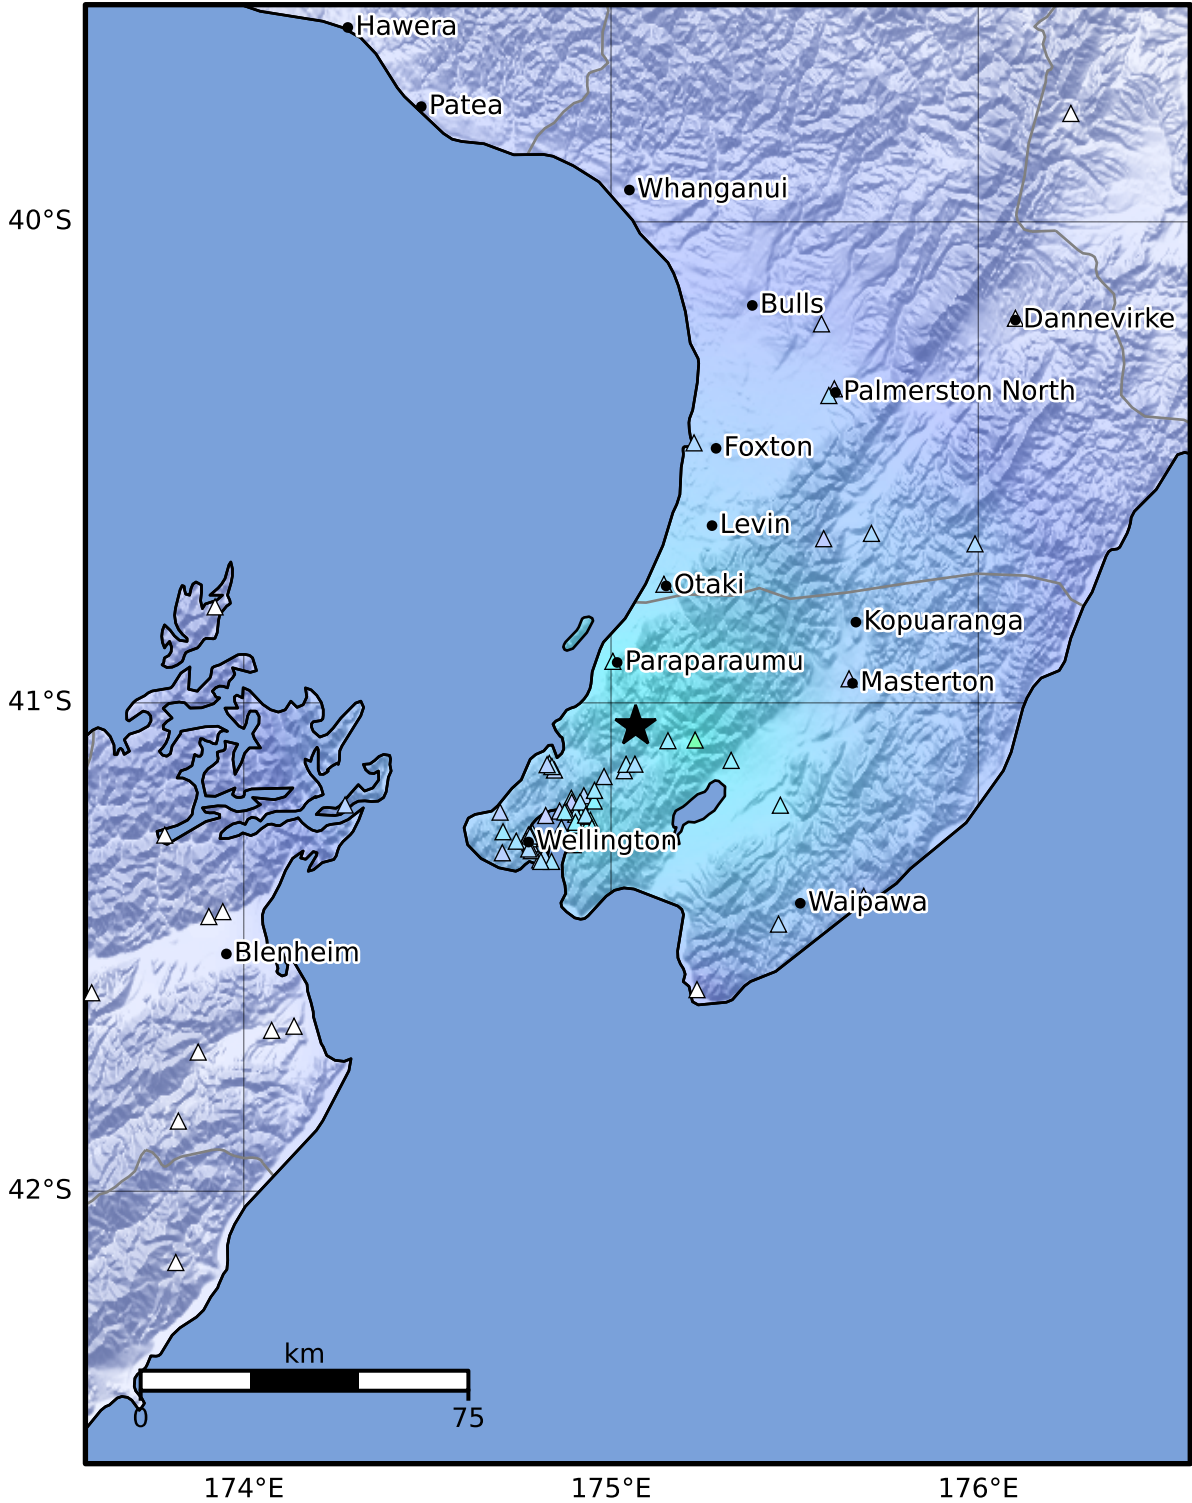 Hawera
Patea
Whanganui
40°S
Bulls
Dannevirke
Palmerston North
Foxton
Levin
Otaki
Kopuaranga
Paraparaumu
Masterton
41°S
Wellington
Waipawa
Blenheim
42°S
km
0 75
174°E 175°E 176°E